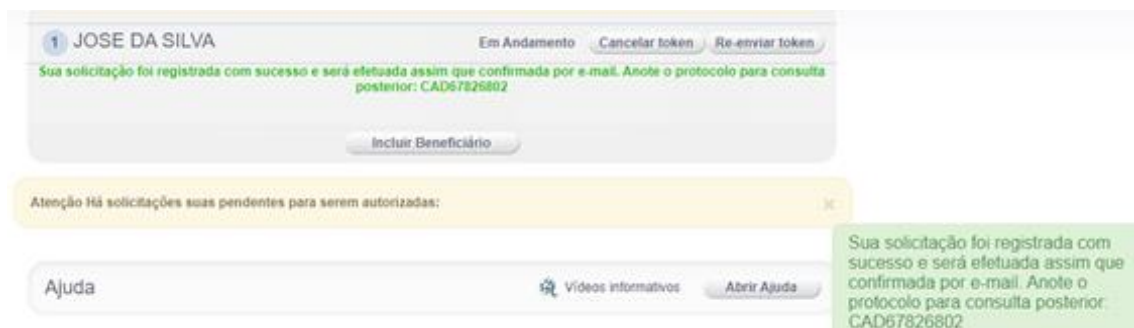 1 JOSE DA SILVA Em Andamento Cancelar token Re-enviar token
Sua solicitação foi registrada com sucesso e será efetuada assim que confirmada por e-mail. Anote o protocolo para consulta
posterior: CAD67826802
Incluir Beneficiário
Atenção Há solicitações suas pendentes para serem autorizadas:
Ajuda Vídeos informativos Abrir Ajuda
Sua solicitação foi registrada com
sucesso e será efetuada assim que
confirmada por e-mail. Anote o
protocolo para consulta posterior:
CAD67826802